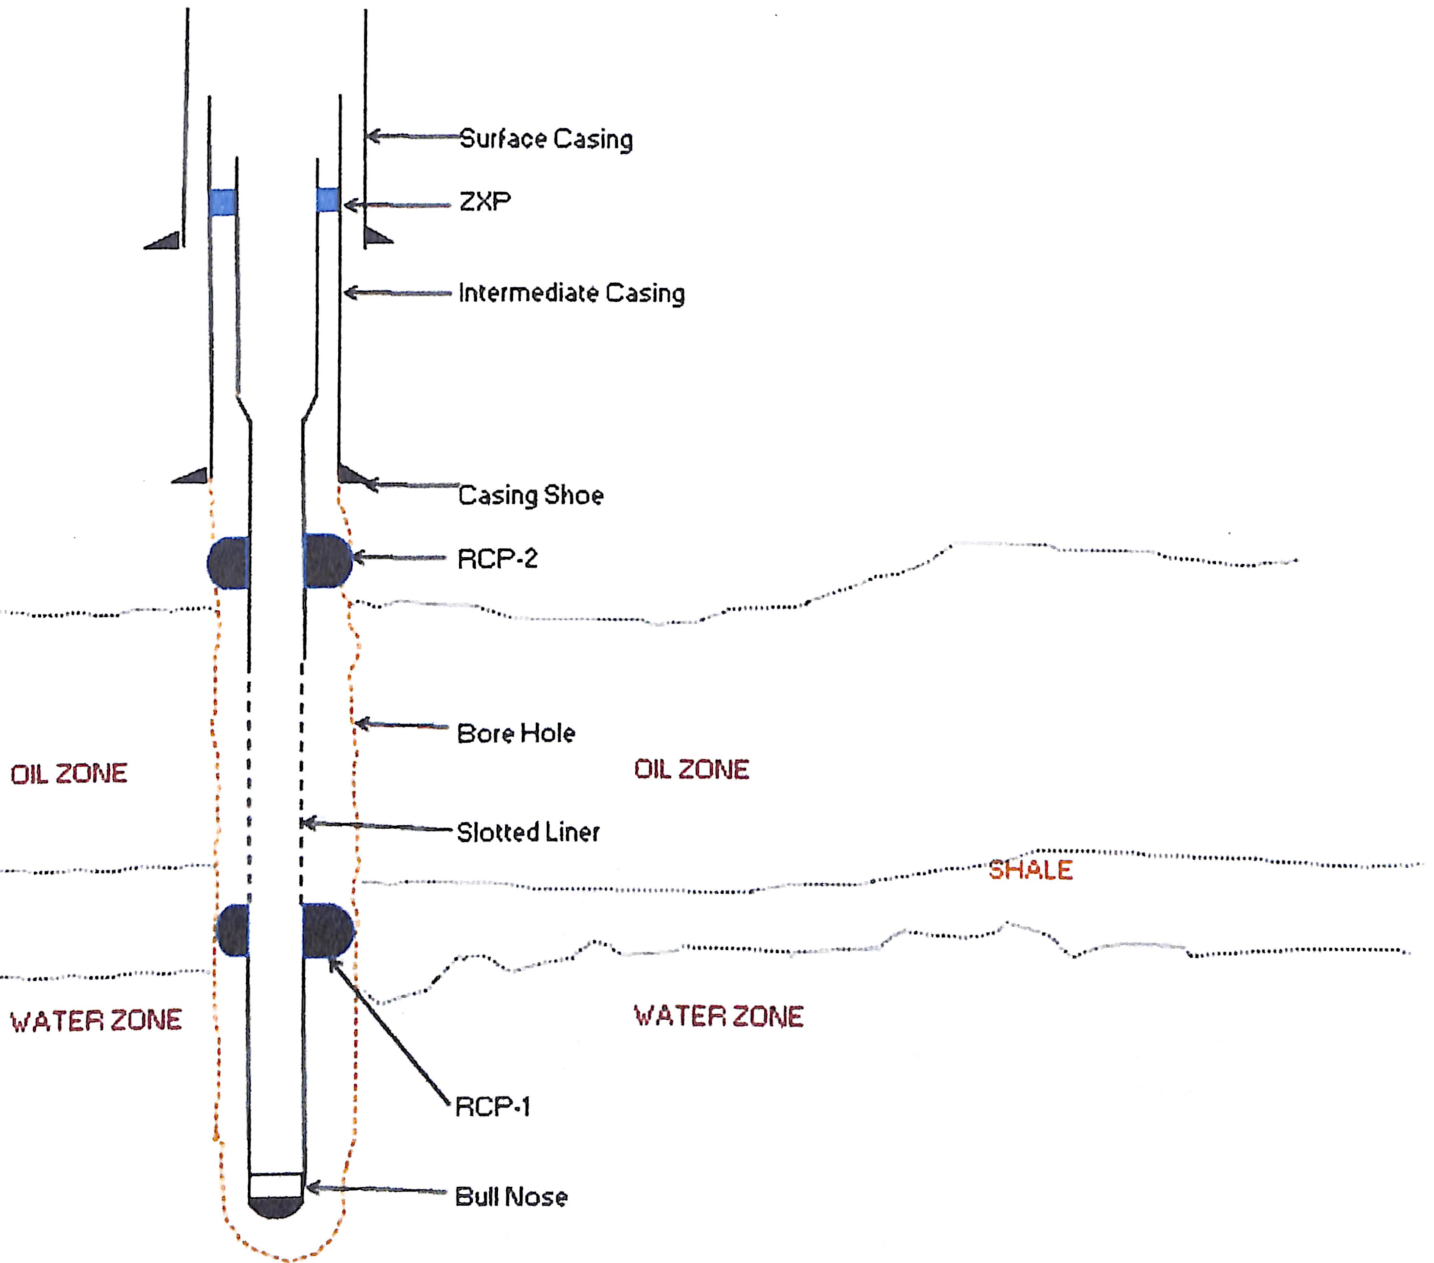 Surface Casing
ZXP
Intermediate Casing
Casing Shoe
RCP-2
Bore Hole
OIL ZONE
OIL ZONE
Slotted Liner
SHALE
WATER ZONE
WATER ZONE
RCP-1
Bull Nose